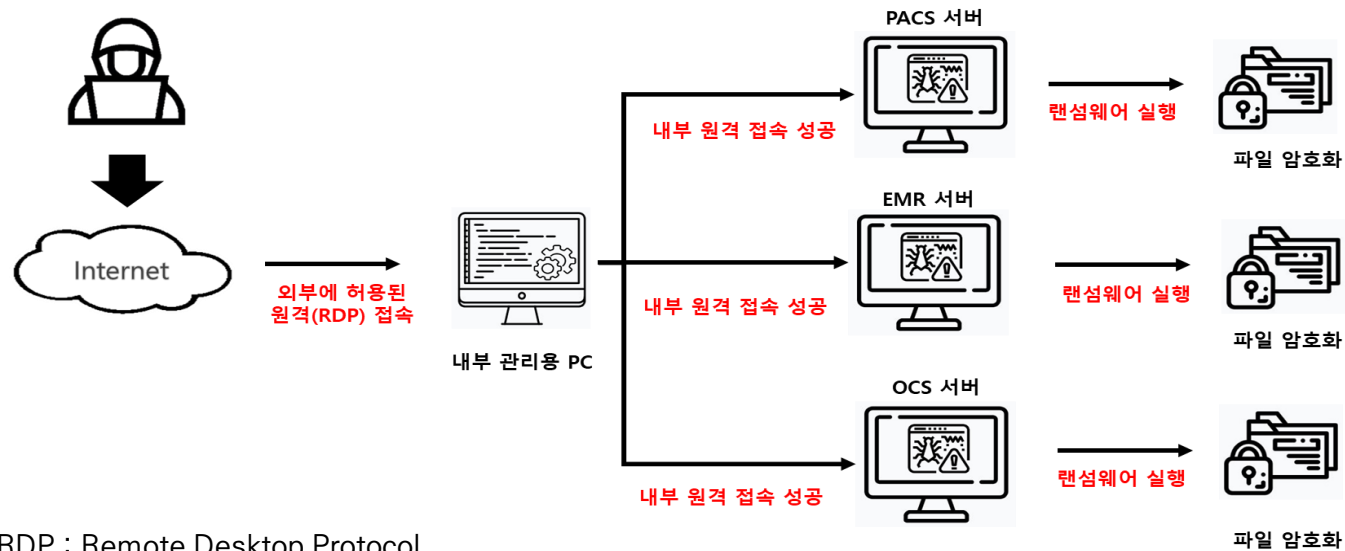 PACS 서버
내부 원격 접속 성공
랜섬웨어 실행
파일 암호화
Internet
외부에 허용된
원격(RDP) 접속
내부 관리용 PC
EMR 서버
내부 원격 접속 성공
랜섬웨어 실행
파일 암호화
OCS 서버
내부 원격 접속 성공
랜섬웨어 실행
파일 암호화
RDP : Remote Desktop Protocol